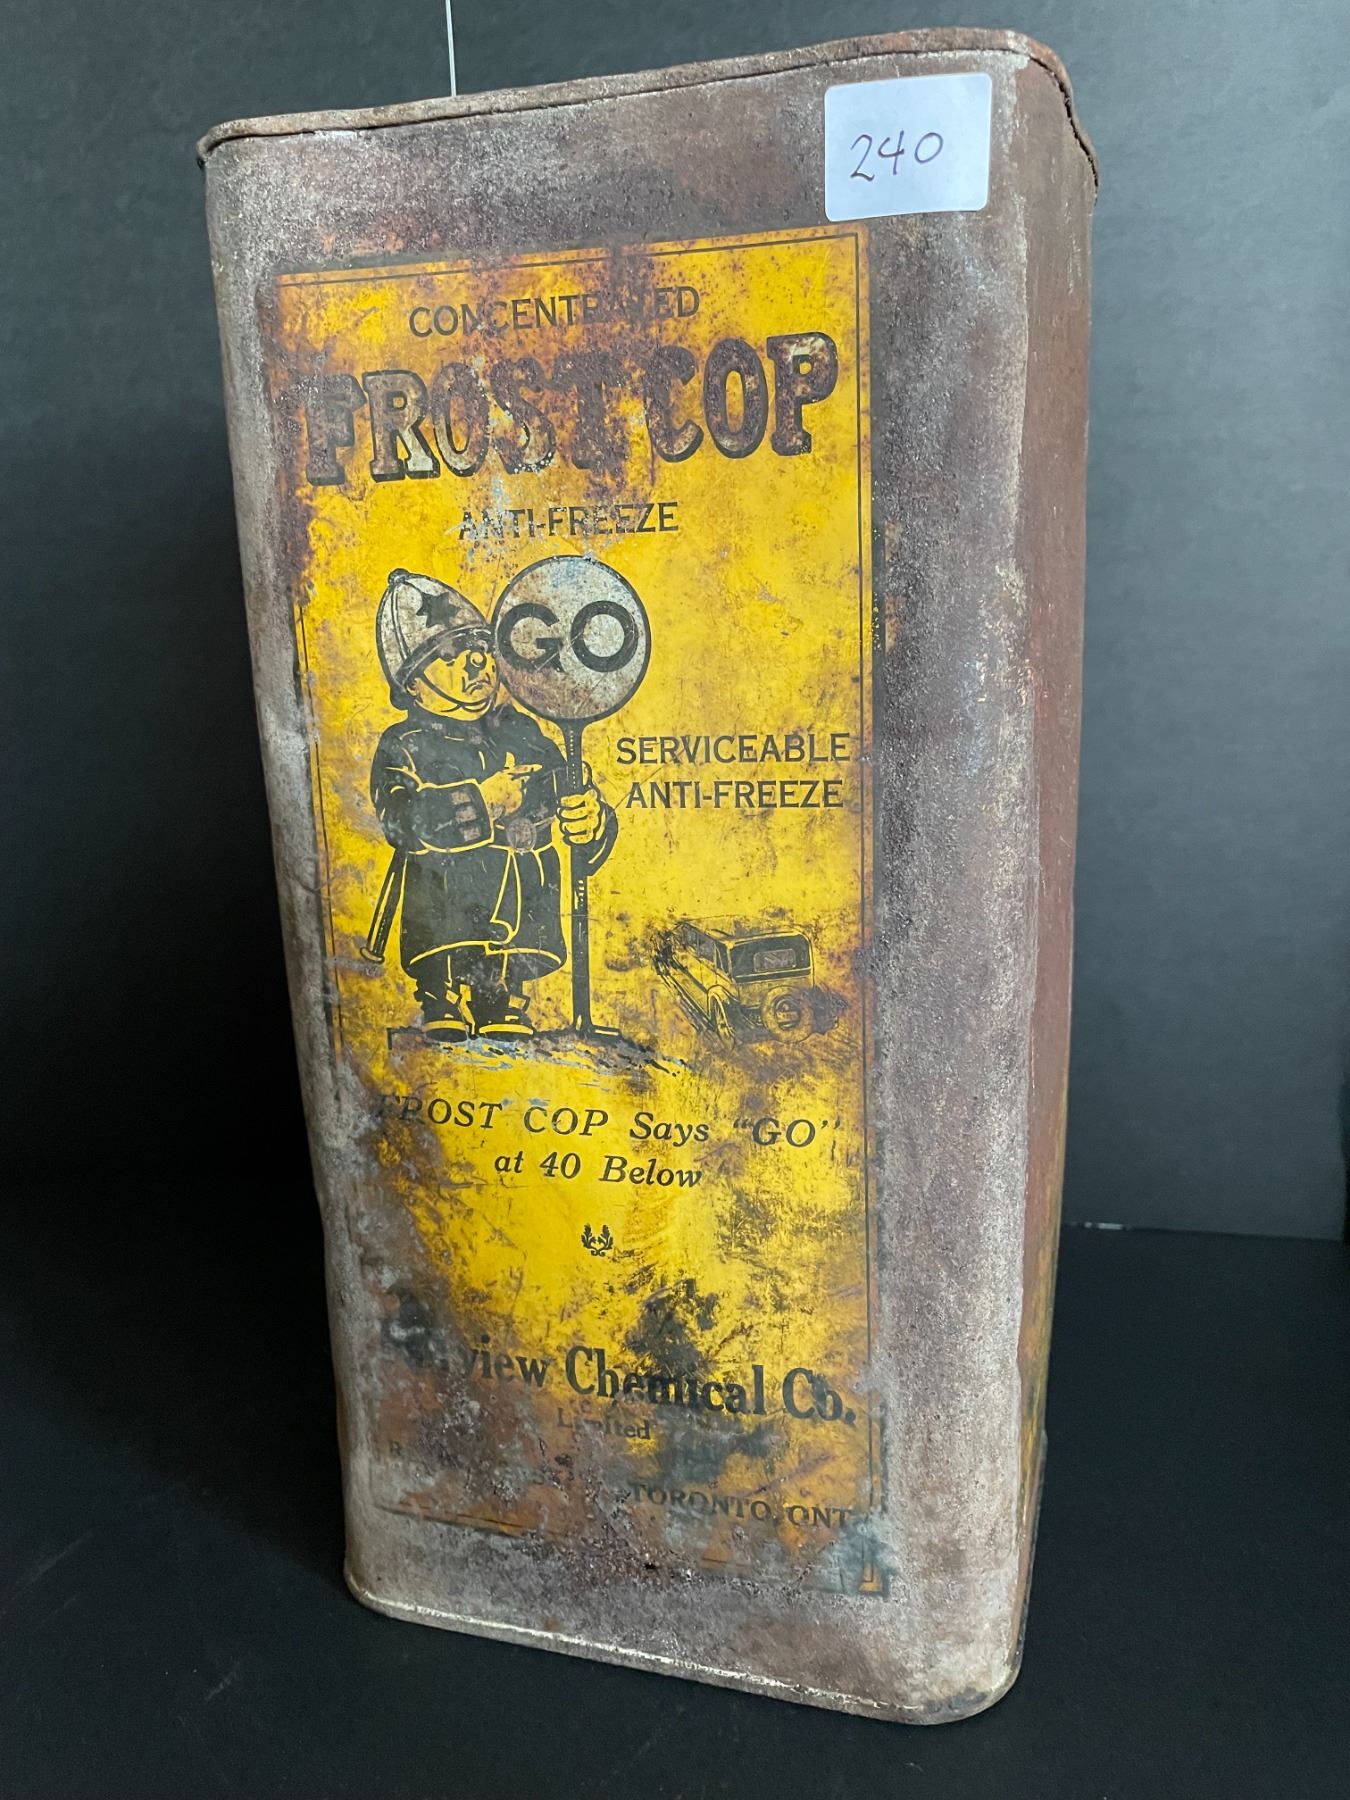 240
CONCENTRATED
FROST COP
ANTI-FREEZE
GO
SERVICEABLE
ANTI-FREEZE
FROST COP Says "GO"
at 40 Below
Chemical Co.
Limited
TORONTO, ONT.